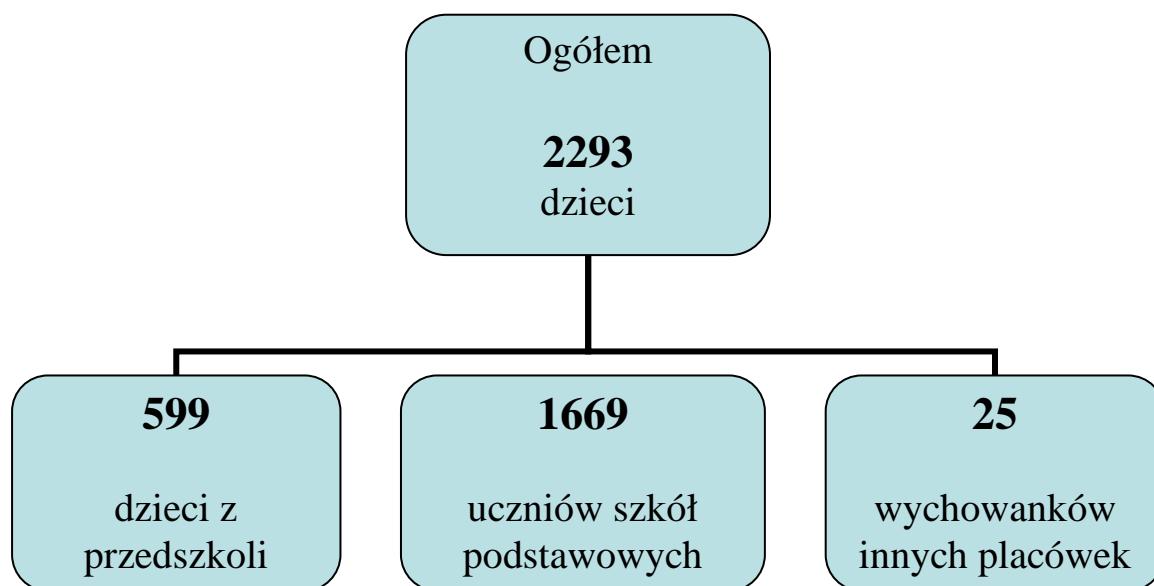 Ogółem
2293
dzieci
599
dzieci z
przedszkoli
1669
uczniów szkół
podstawowych
25
wychowanków
innych placówek